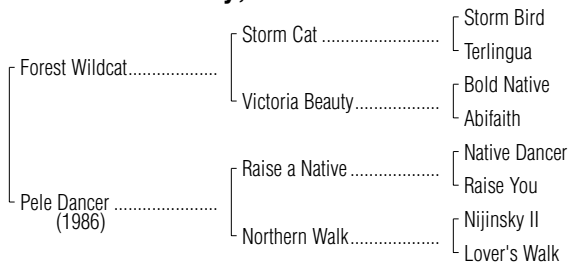 Storm Bird
Storm Cat ........................
Terlingua
Forest Wildcat..................
Bold Native
Victoria Beauty.................
Abifaith
Native Dancer
Raise a Native ..................
Raise You
Pele Dancer .....................
(1986)
Nijinsky II
Northern Walk..................
Lover's Walk